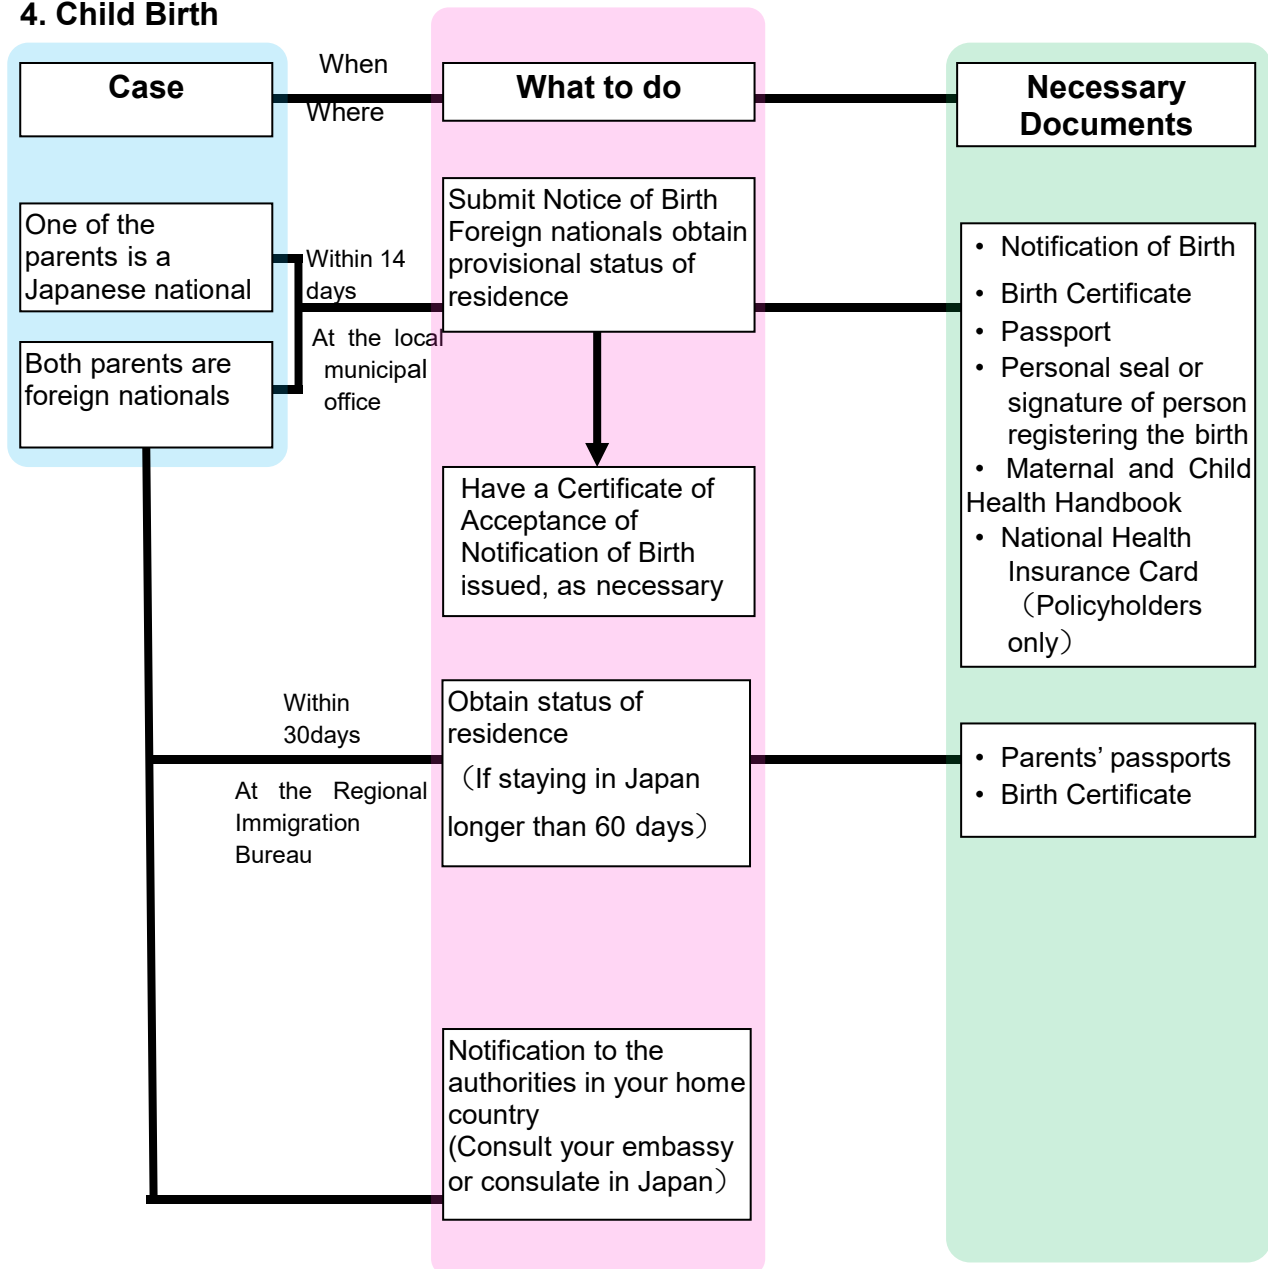 4. Child Birth
Case
When
Where
What to do
Necessary
Documents
One of the
parents is a
Japanese national
Both parents are
foreign nationals
Within 14
days
At the local
municipal
office
Submit Notice of Birth
Foreign nationals obtain
provisional status of
residence
・ Notification of Birth
・ Birth Certificate
・ Passport
・ Personal seal or
signature of person
registering the birth
・ Maternal and Child
Health Handbook
・ National Health
Insurance Card
（Policyholders
only）
Have a Certificate of
Acceptance of
Notification of Birth
issued, as necessary
Within
30days
At the Regional
Immigration
Bureau
Obtain status of
residence
（If staying in Japan
longer than 60 days）
・ Parents’ passports
・ Birth Certificate
Notification to the
authorities in your home
country
(Consult your embassy
or consulate in Japan）